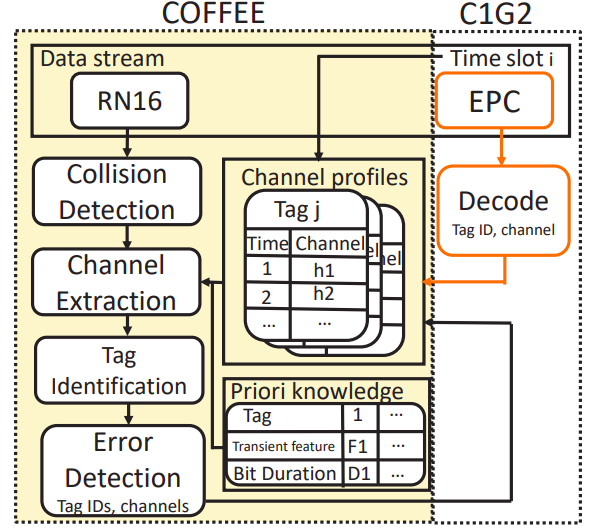 COFFEE
C1G2
Data stream
Time slot i
RN16
EPC
Collision
Detection
Channel profiles
Decode
Tag ID, channel
Tag j
Time Channel
1 h1
2 h2
... ...
Channel
Extraction
Tag
Identification
Priori knowledge
Tag 1 ...
Transient feature F1 ...
Bit Duration D1 ...
Error
Detection
Tag IDs, channels